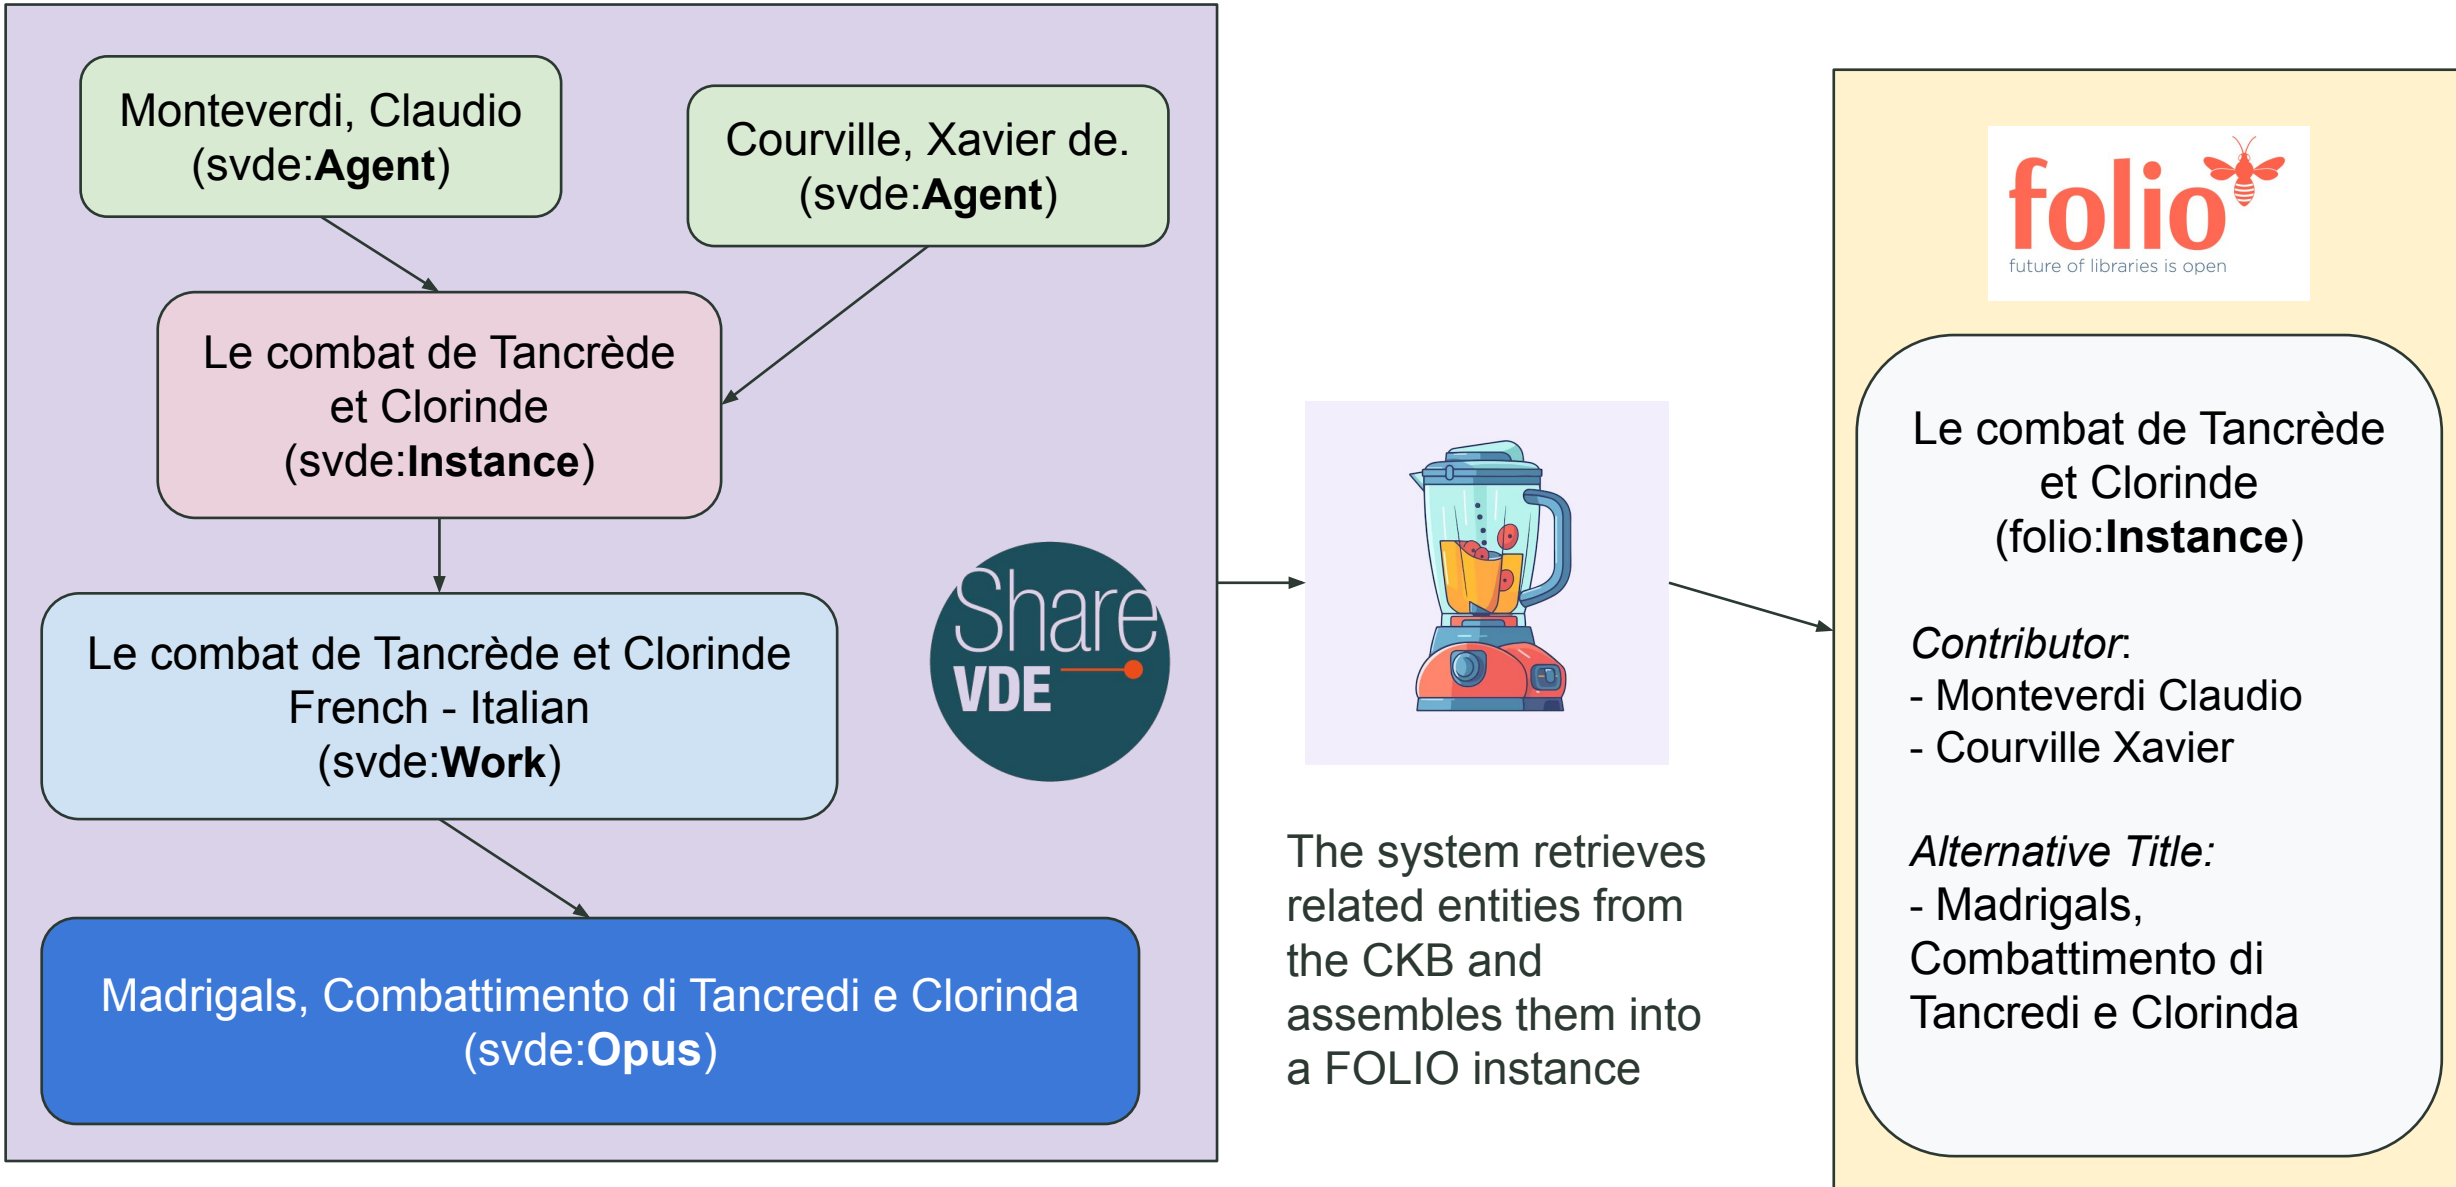 Monteverdi, Claudio
(svde:Agent)
Courville, Xavier de.
(svde:Agent)
Le combat de Tancrède
et Clorinde
(svde:Instance)
Le combat de Tancrède et Clorinde
French - Italian
(svde:Work)
Madrigals, Combattimento di Tancredi e Clorinda
(svde:Opus)
Share
VDE
The system retrieves
related entities from
the CKB and
assembles them into
a FOLIO instance
folio
future of libraries is open
Le combat de Tancrède
et Clorinde
(folio:Instance)
Contributor:
- Monteverdi Claudio
- Courville Xavier
Alternative Title:
- Madrigals,
Combattimento di
Tancredi e Clorinda